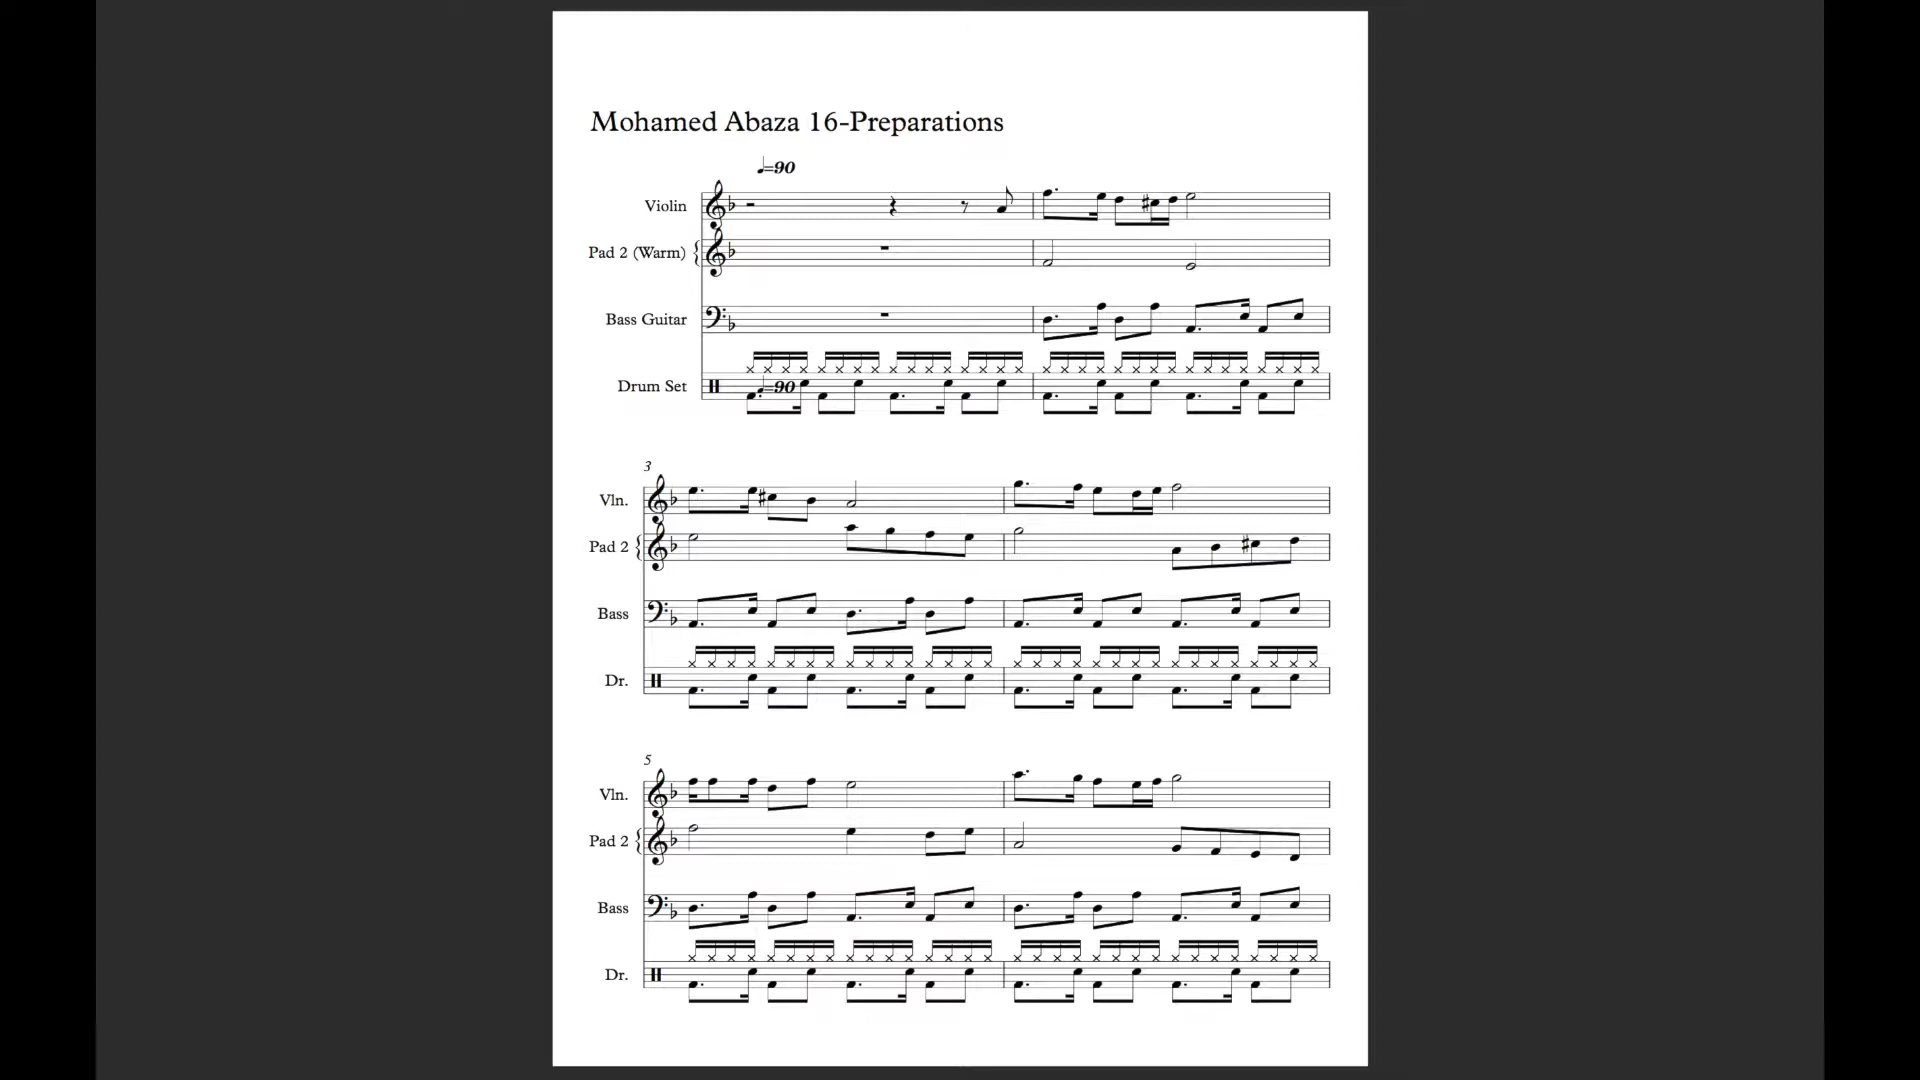 Mohamed Abaza 16-Preparations
♩=90
Violin
Pad 2 (Warm)
Bass Guitar
Drum Set
♩=90
3
Vln.
Pad 2
Bass
Dr.
5
Vln.
Pad 2
Bass
Dr.